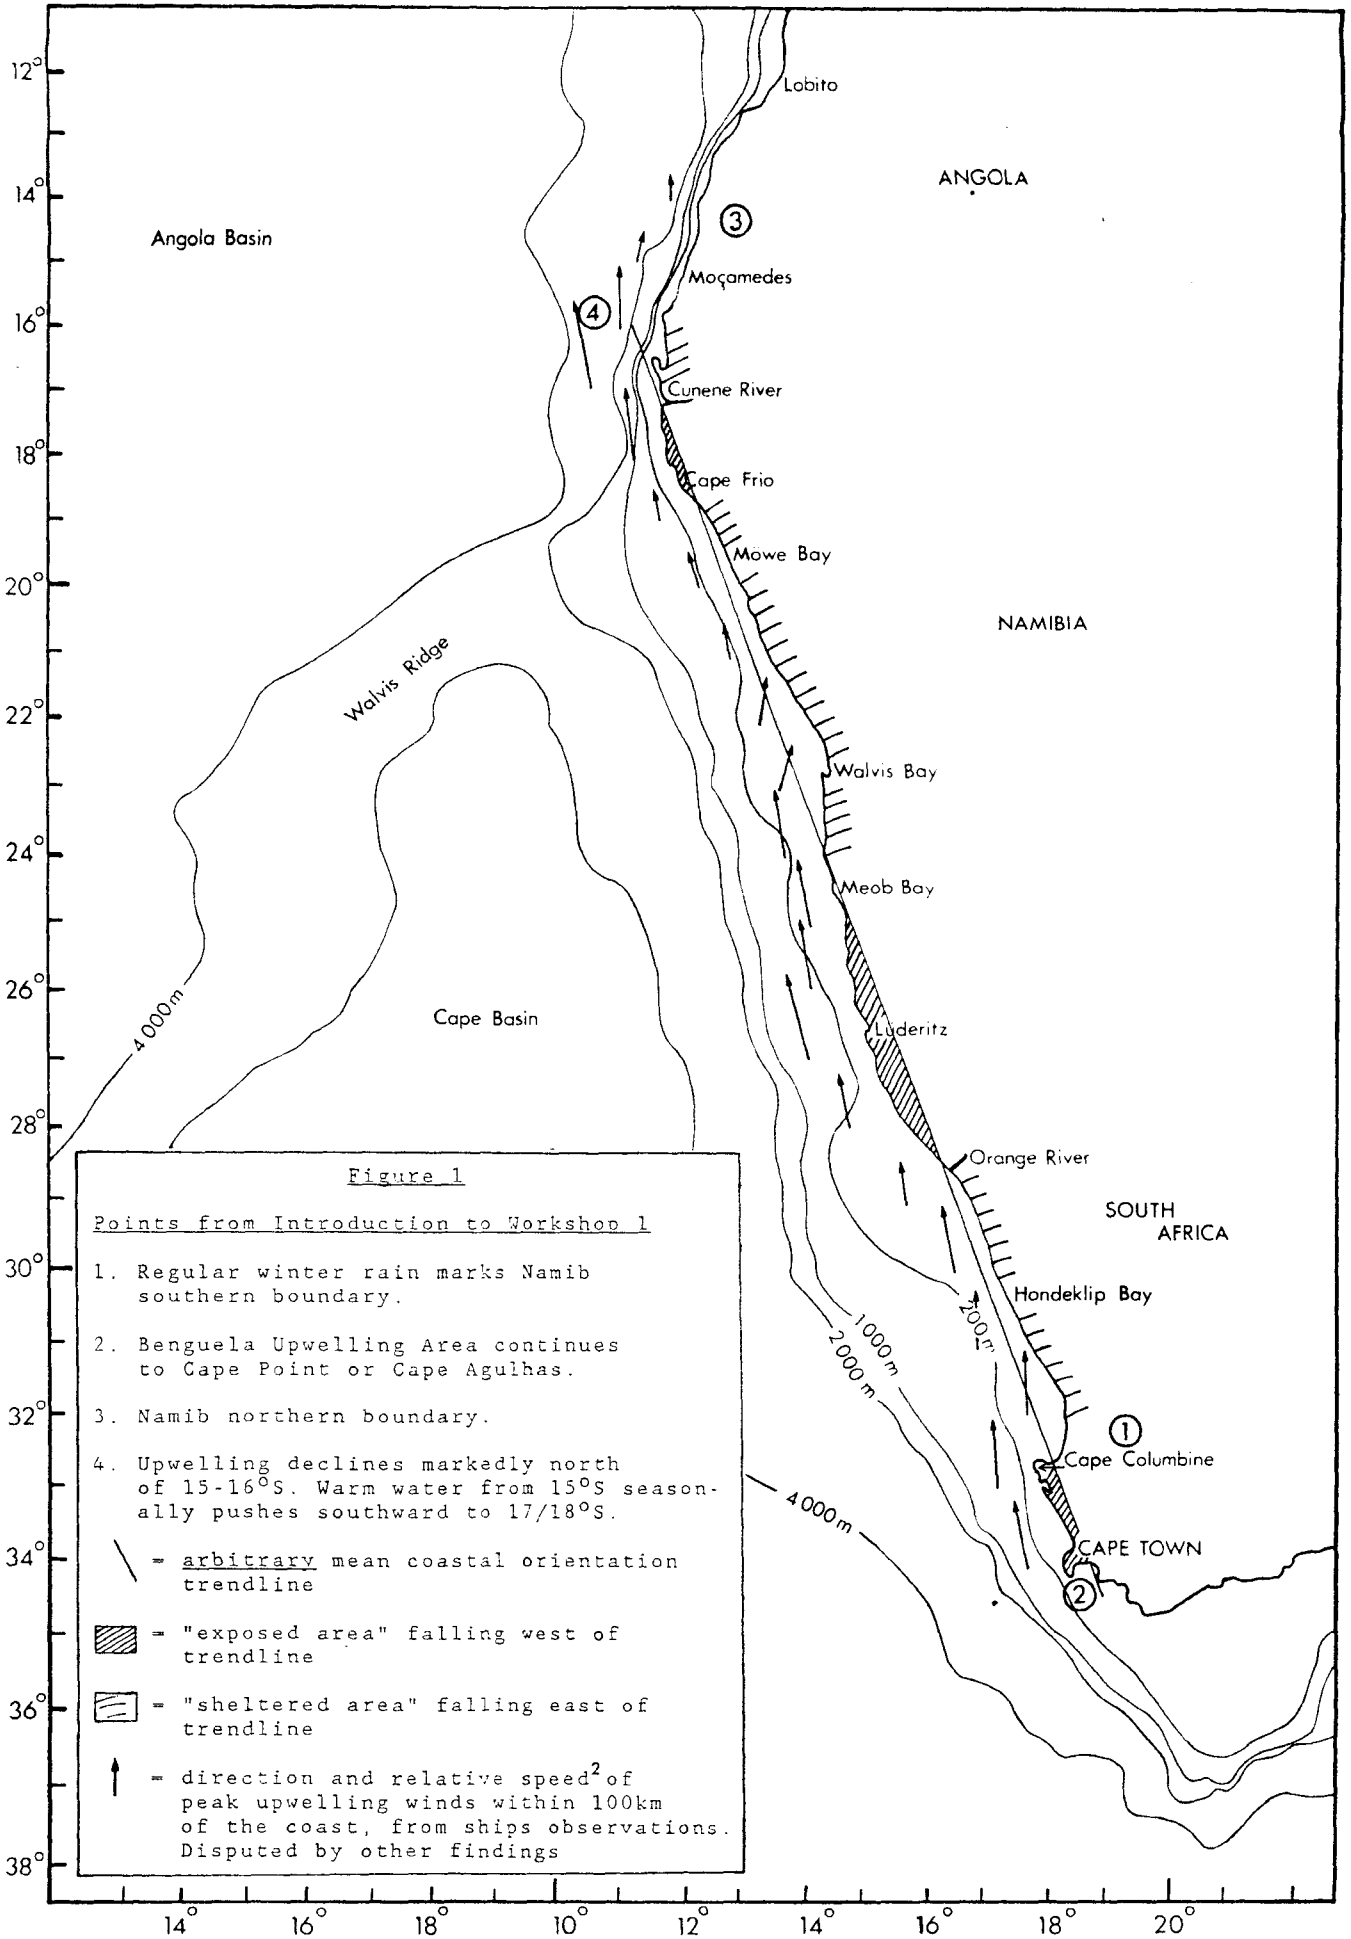 12°
14°
16°
18°
20°
22°
24°
26°
28°
30°
32°
34°
36°
38°
14°
12°
10°
12°
14°
16°
18°
20°
Lobito
ANGOLA
3
Angola Basin
Moçamedes
4
Cunene River
Cape Frio
Möwe Bay
NAMIBIA
Walvis Ridge
Walvis Bay
Meob Bay
4000m
Cape Basin
Lüderitz
Orange River
SOUTH
AFRICA
Hondeklip Bay
200m
1000m
2000m
1
Cape Columbine
4000m
CAPE TOWN
2
Figure 1
Points from Introduction to Workshop 1
1. Regular winter rain marks Namib
southern boundary.
2. Benguela Upwelling Area continues
to Cape Point or Cape Agulhas.
3. Namib northern boundary.
4. Upwelling declines markedly north
of 15-16°S. Warm water from 15°S season-
ally pushes southward to 17/18°S.
= arbitrary mean coastal orientation
trendline
= "exposed area" falling west of
trendline
= "sheltered area" falling east of
trendline
= direction and relative speed² of
peak upwelling winds within 100km
of the coast, from ships observations.
Disputed by other findings